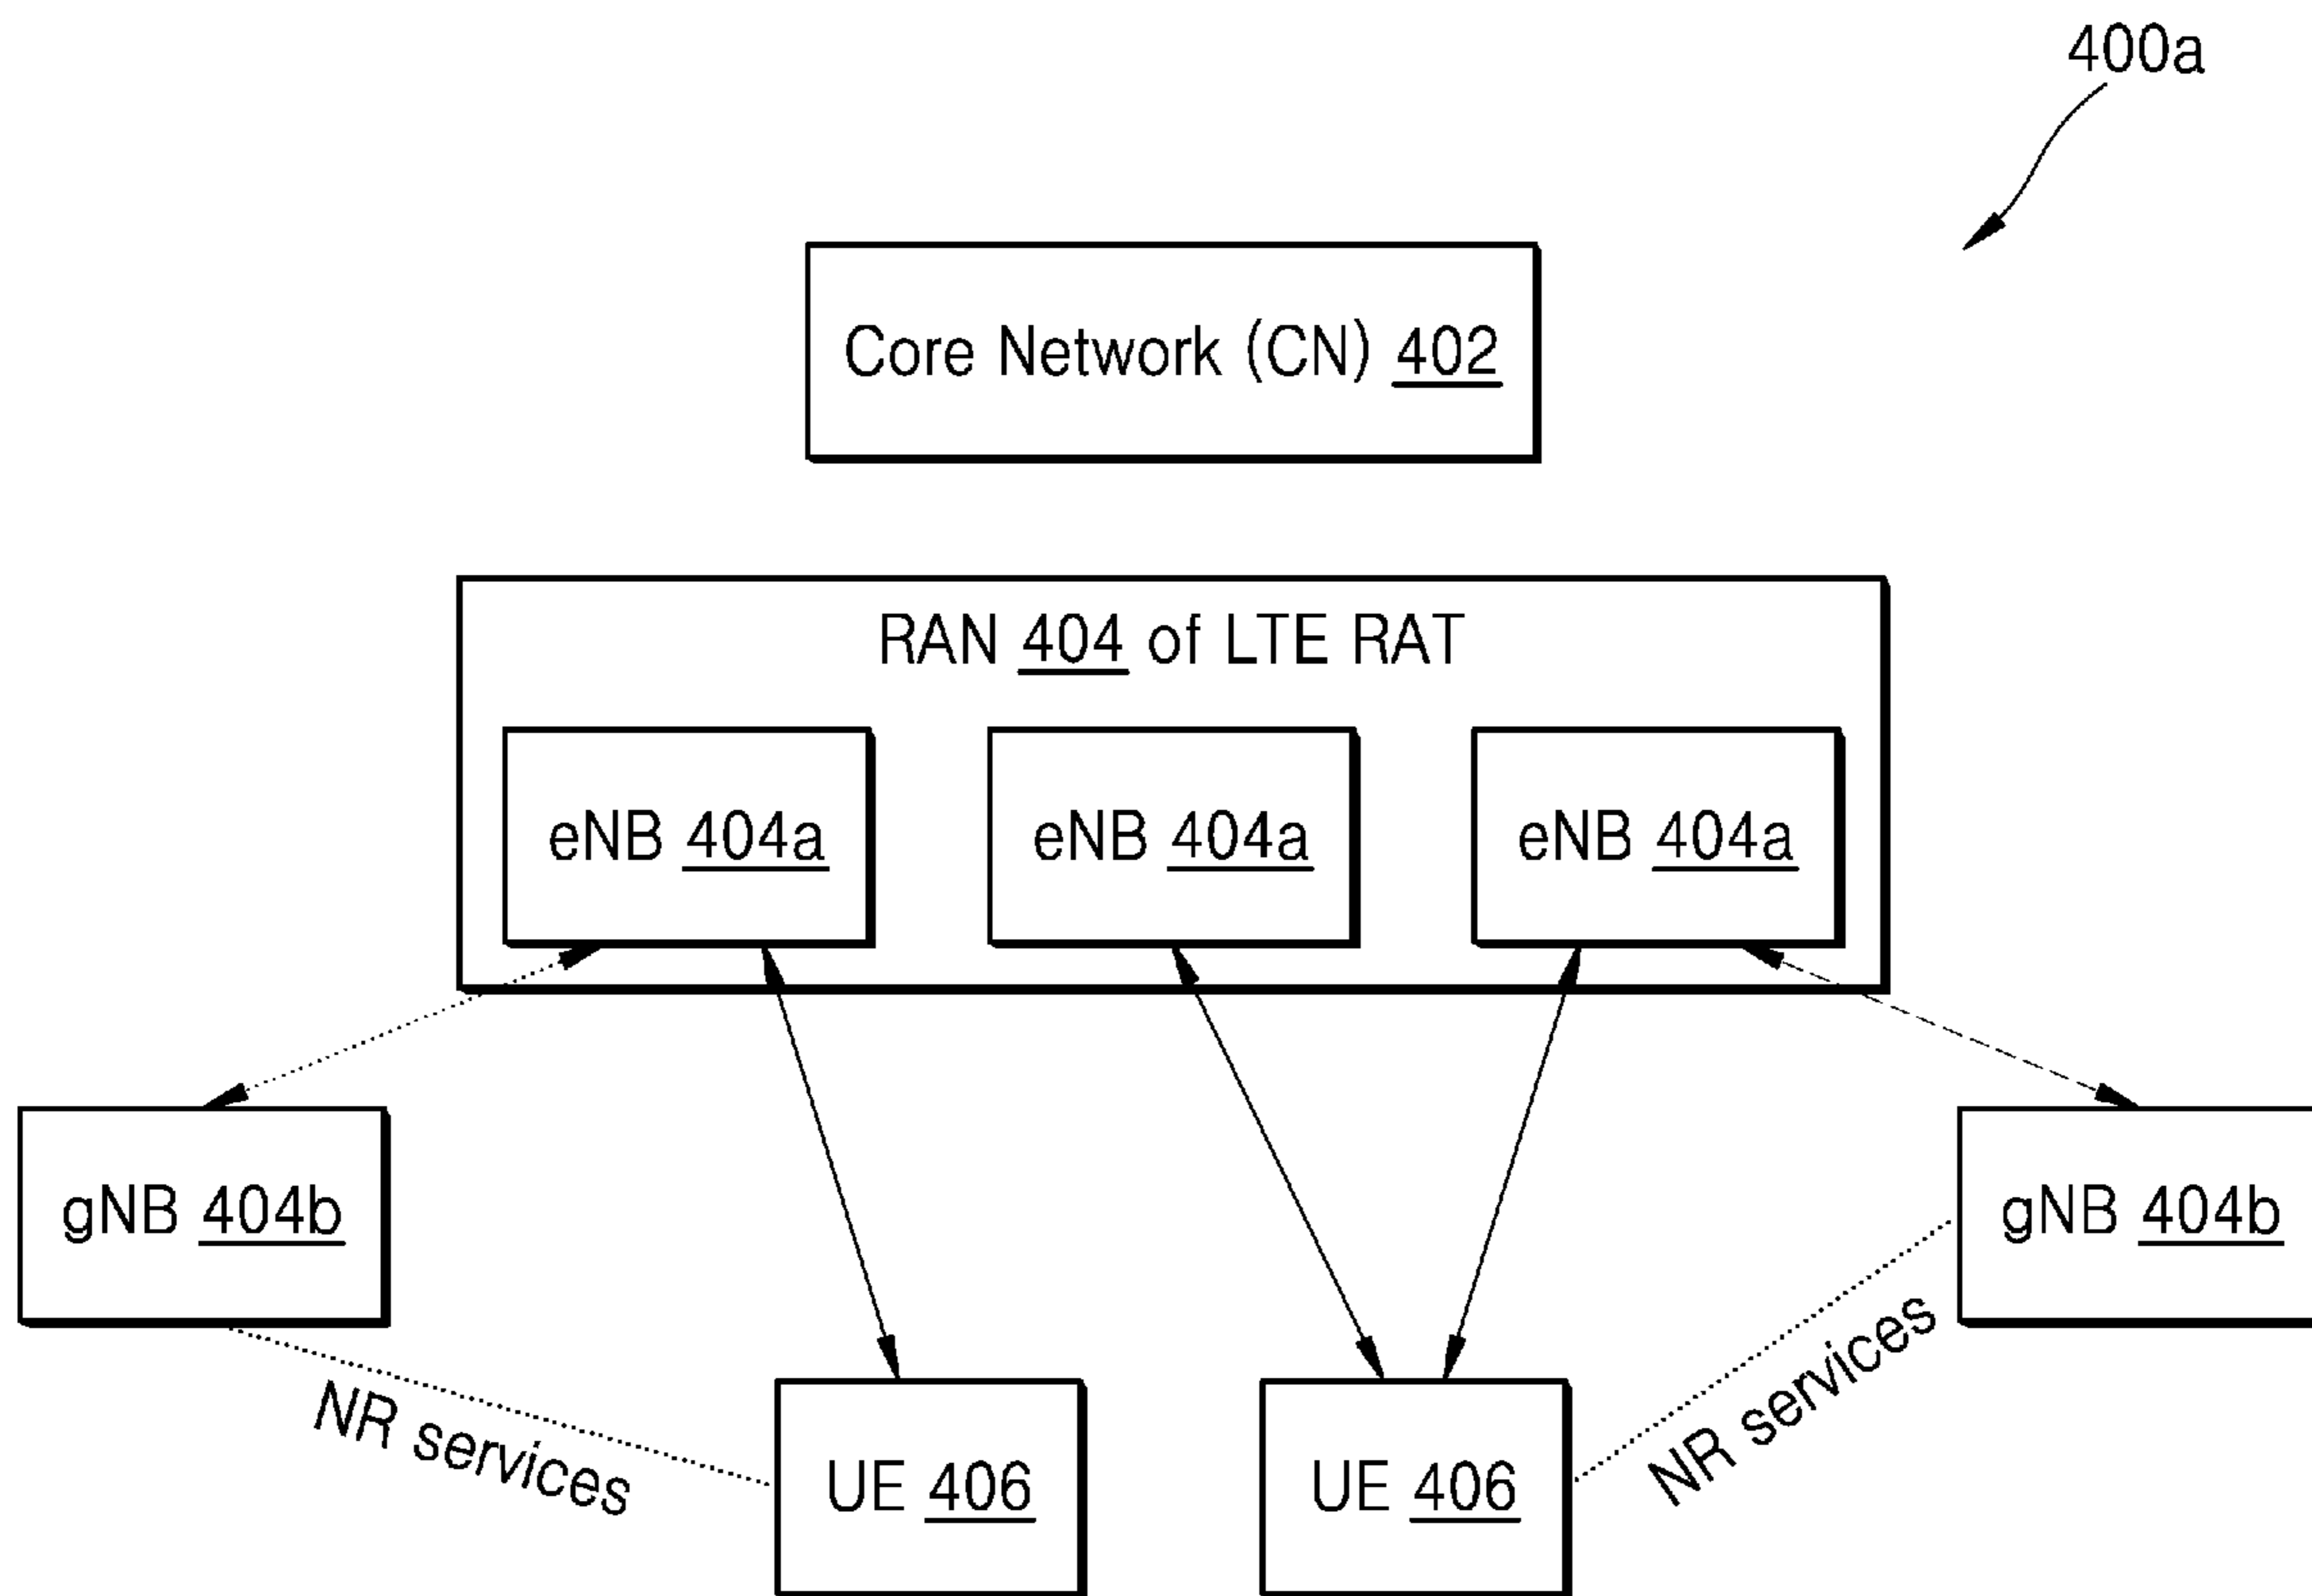 400a
Core Network (CN) 402
RAN 404 of LTE RAT
eNB 404a
eNB 404a
eNB 404a
gNB 404b
gNB 404b
NR services
NR services
UE 406
UE 406